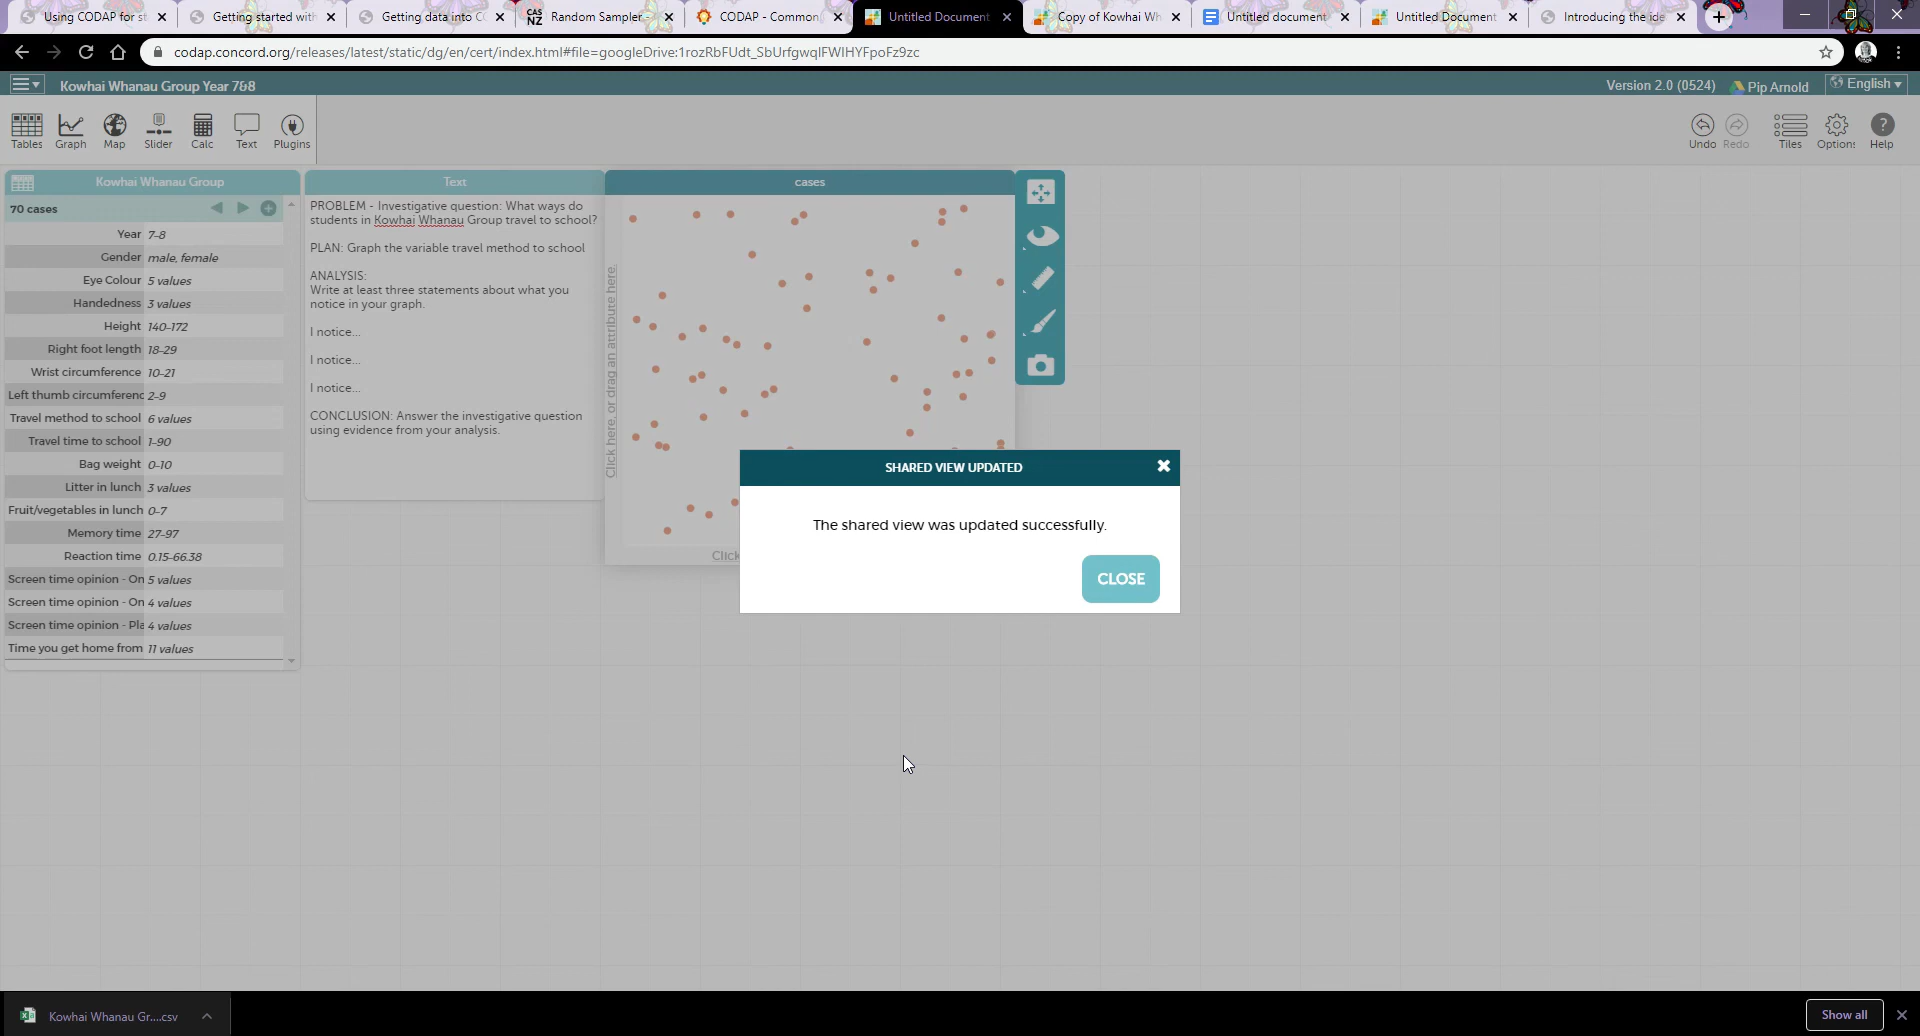 Using CODAP for st
Getting started with
Getting data into CO
CAS NZ
Random Sampler -
CODAP - Common
Untitled Document
Copy of Kowhai Wh
Untitled document
Untitled Document
Introducing the ide
codap.concord.org/releases/latest/static/dg/en/cert/index.html#file=googleDrive:1rozRbFUdt_SbUrfgwqIFWIHYFpoFz9zc
Kowhai Whanau Group Year 7&8
Version 2.0 (0524)
Pip Arnold
English
Tables
Graph
Map
Slider
Calc
Text
Plugins
Undo
Redo
Tiles
Options
Help
Kowhai Whanau Group
70 cases
Year 7-8
Gender male, female
Eye Colour 5 values
Handedness 3 values
Height 140-172
Right foot length 18-29
Wrist circumference 10-21
Left thumb circumferenc 2-9
Travel method to school 6 values
Travel time to school 1-90
Bag weight 0-10
Litter in lunch 3 values
Fruit/vegetables in lunch 0-7
Memory time 27-97
Reaction time 0.15-66.38
Screen time opinion - On 5 values
Screen time opinion - On 4 values
Screen time opinion - Pla 4 values
Time you get home from 11 values
Text
PROBLEM - Investigative question: What ways do
students in Kowhai Whanau Group travel to school?
PLAN: Graph the variable travel method to school
ANALYSIS:
Write at least three statements about what you
notice in your graph.
I notice...
I notice...
I notice...
CONCLUSION: Answer the investigative question
using evidence from your analysis.
cases
Click here, or drag an attribute here.
Click
SHARED VIEW UPDATED
The shared view was updated successfully.
CLOSE
Kowhai Whanau Gr....csv
Show all